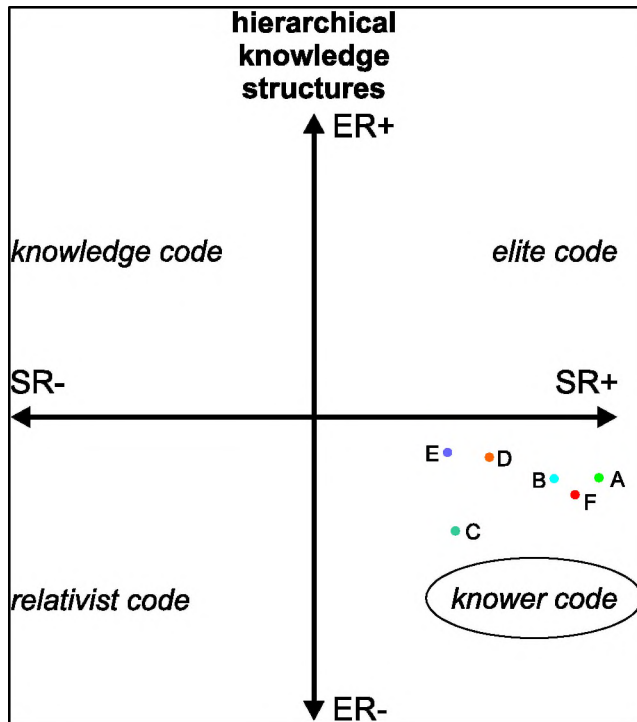 hierarchical
knowledge
structures
ER+
knowledge code
elite code
SR-
SR+
E
D
B
A
F
C
relativist code
knower code
ER-